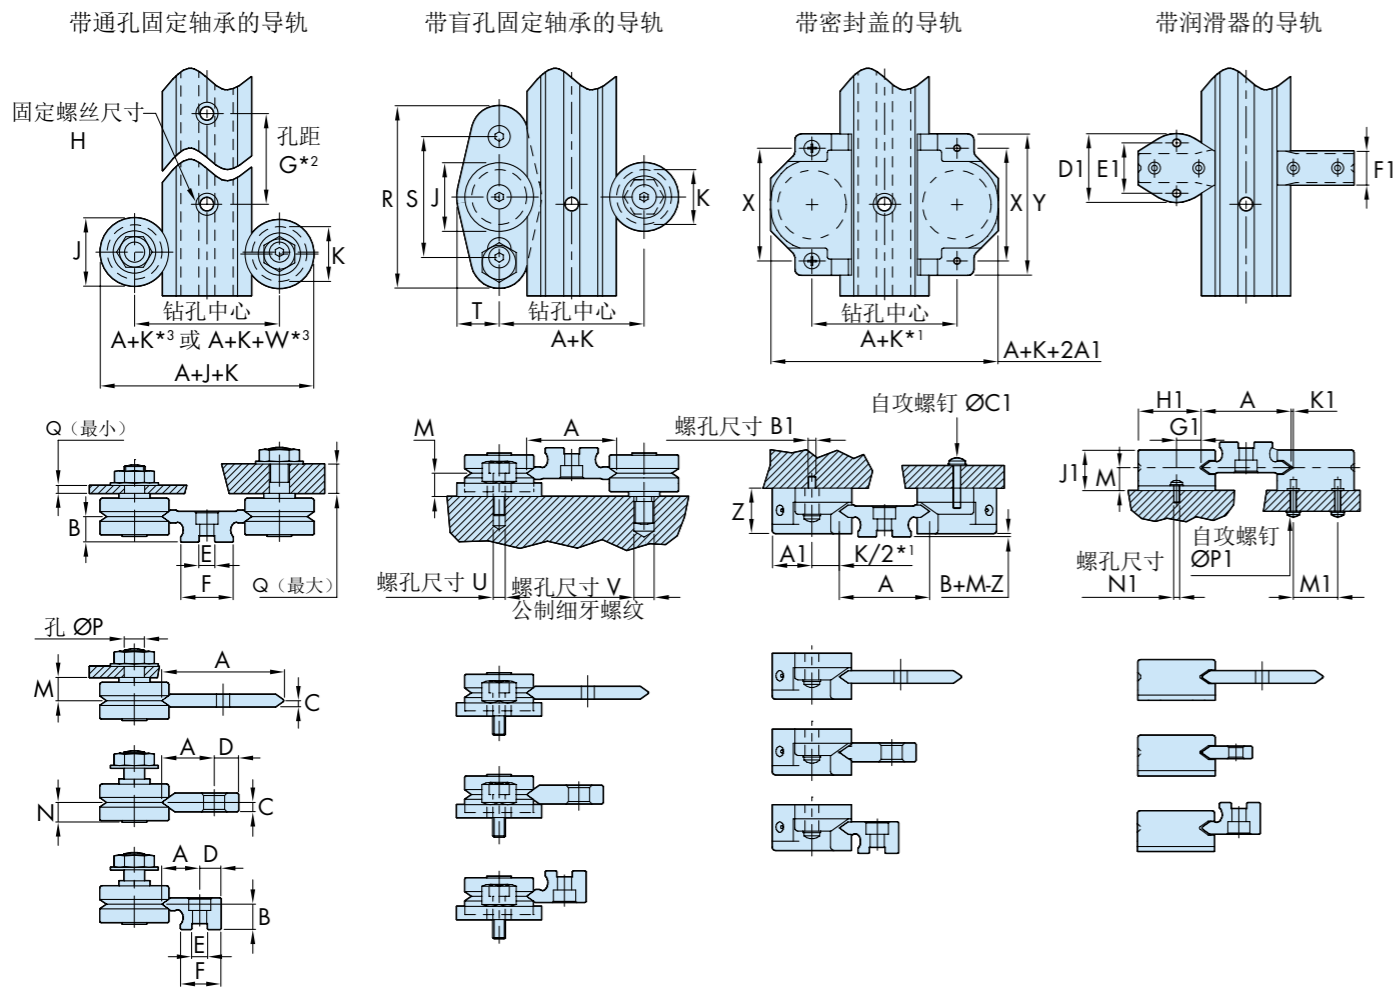 带通孔固定轴承的导轨
带盲孔固定轴承的导轨
带密封盖的导轨
带润滑器的导轨
固定螺丝尺寸
H
孔距
G*2
J
K
钻孔中心
A+K*3 或 A+K+W*3
A+J+K
R
S
J
K
T
钻孔中心
A+K
X
X
Y
钻孔中心
A+K*1
A+K+2A1
D1
E1
F1
Q（最小）
B
E
F
Q（最大）
M
A
螺孔尺寸 U
螺孔尺寸 V
公制细牙螺纹
螺孔尺寸 B1
自攻螺钉 ØC1
Z
A1
K/2*1
A
B+M-Z
H1
A
K1
G1
J1
M
自攻螺钉
ØP1
螺孔尺寸
N1
M1
孔 ØP
A
M
C
A
D
N
C
A
D
B
E
F